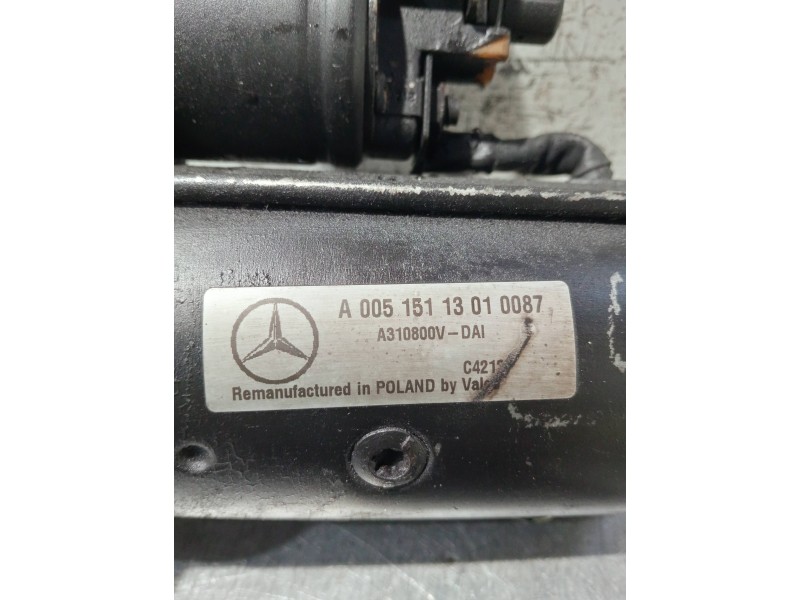 A 005 151 13 01 0087
A310800V-DAI
Remanufactured in POLAND by